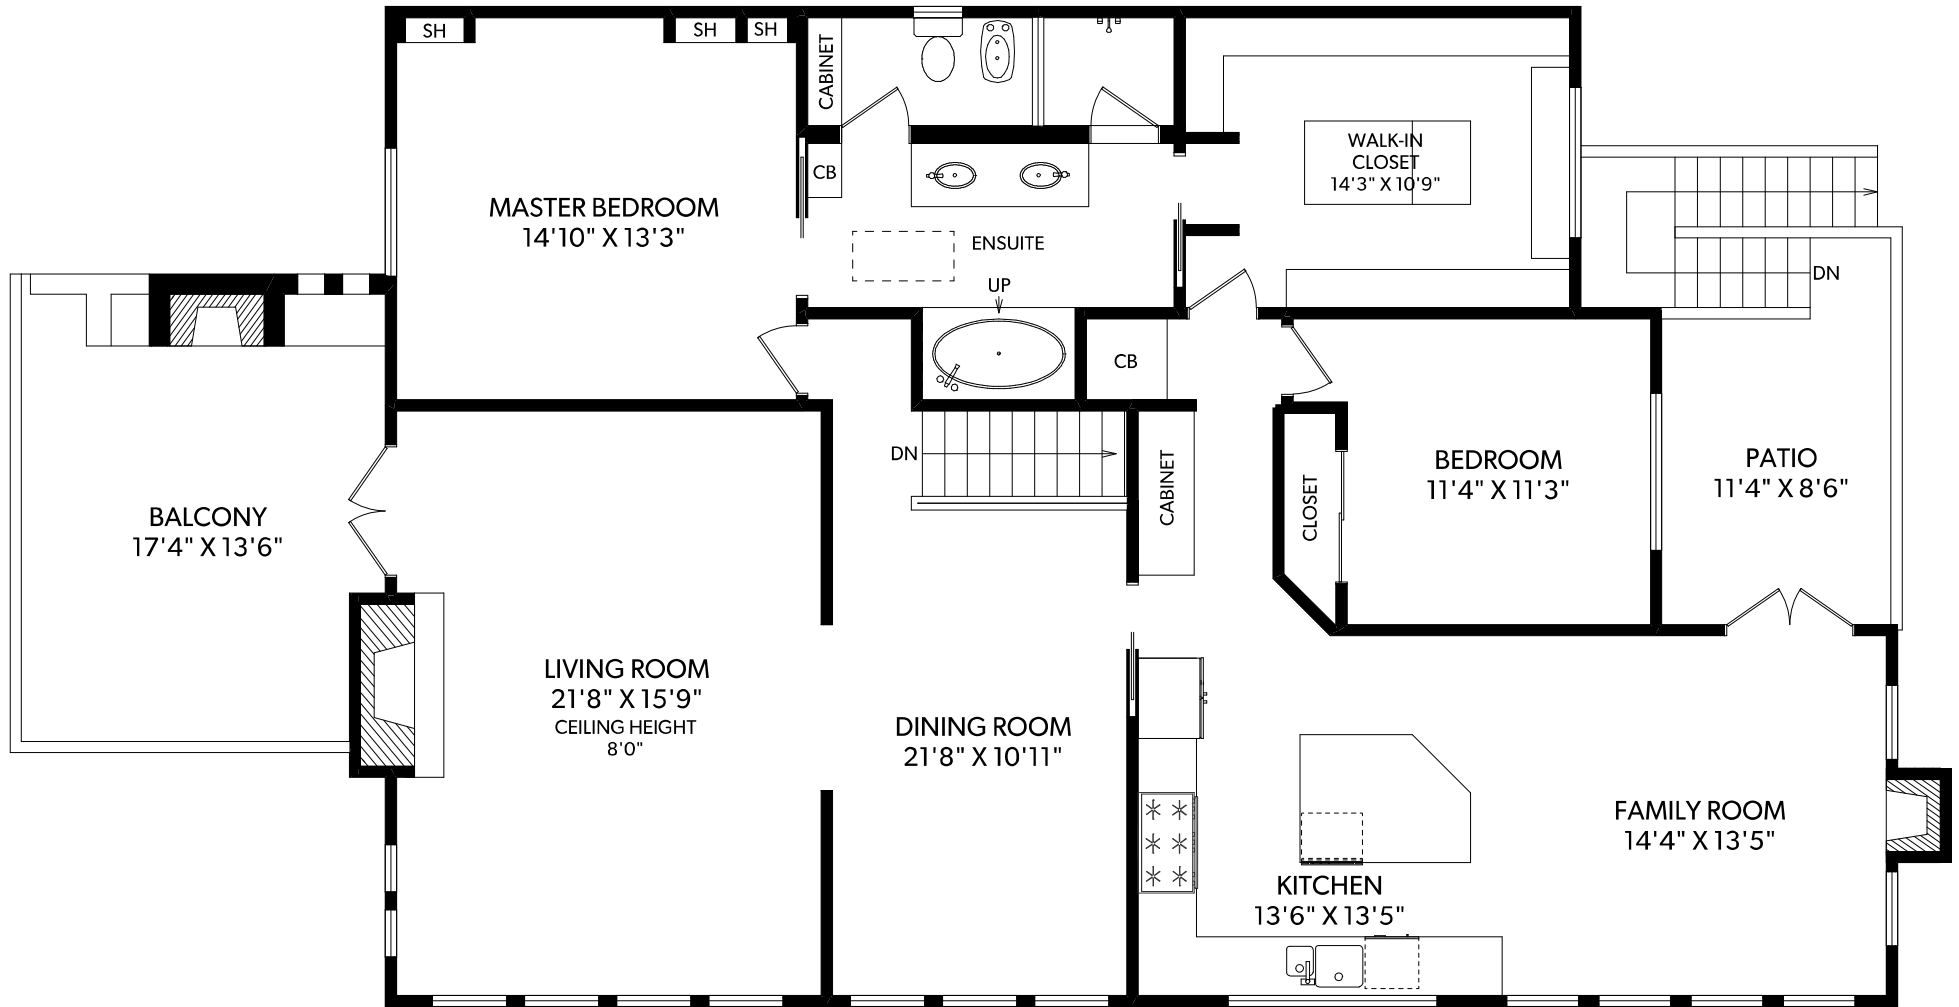 SH
SH
SH
CABINET
WALK-IN
CLOSET
14'3" X 10'9"
CB
MASTER BEDROOM
14'10" X 13'3"
ENSUITE
UP
DN
CB
DN
CABINET
CLOSET
BEDROOM
11'4" X 11'3"
PATIO
11'4" X 8'6"
BALCONY
17'4" X 13'6"
LIVING ROOM
21'8" X 15'9"
CEILING HEIGHT
8'0"
DINING ROOM
21'8" X 10'11"
FAMILY ROOM
14'4" X 13'5"
KITCHEN
13'6" X 13'5"